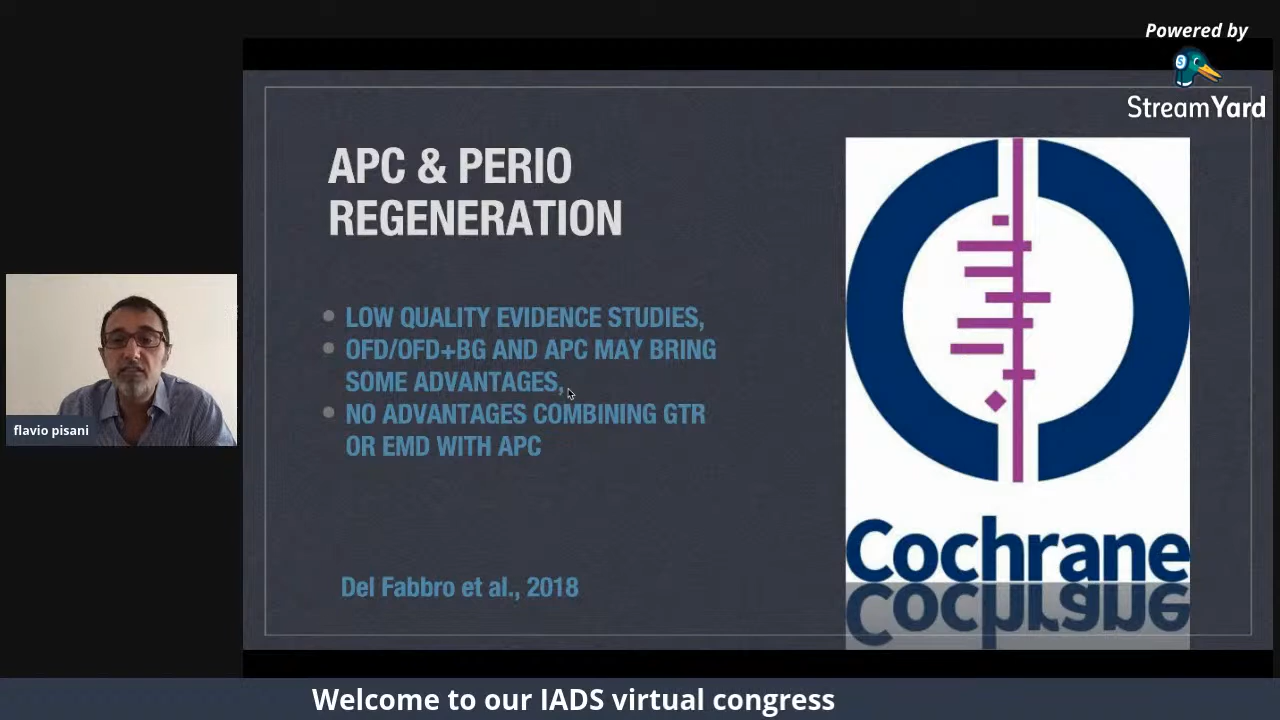 Powered by
StreamYard
APC & PERIO
REGENERATION
LOW QUALITY EVIDENCE STUDIES,
OFD/OFD+BG AND APC MAY BRING
SOME ADVANTAGES,
NO ADVANTAGES COMBINING GTR
OR EMD WITH APC
Del Fabbro et al., 2018
Cochrane
flavio pisani
Welcome to our IADS virtual congress